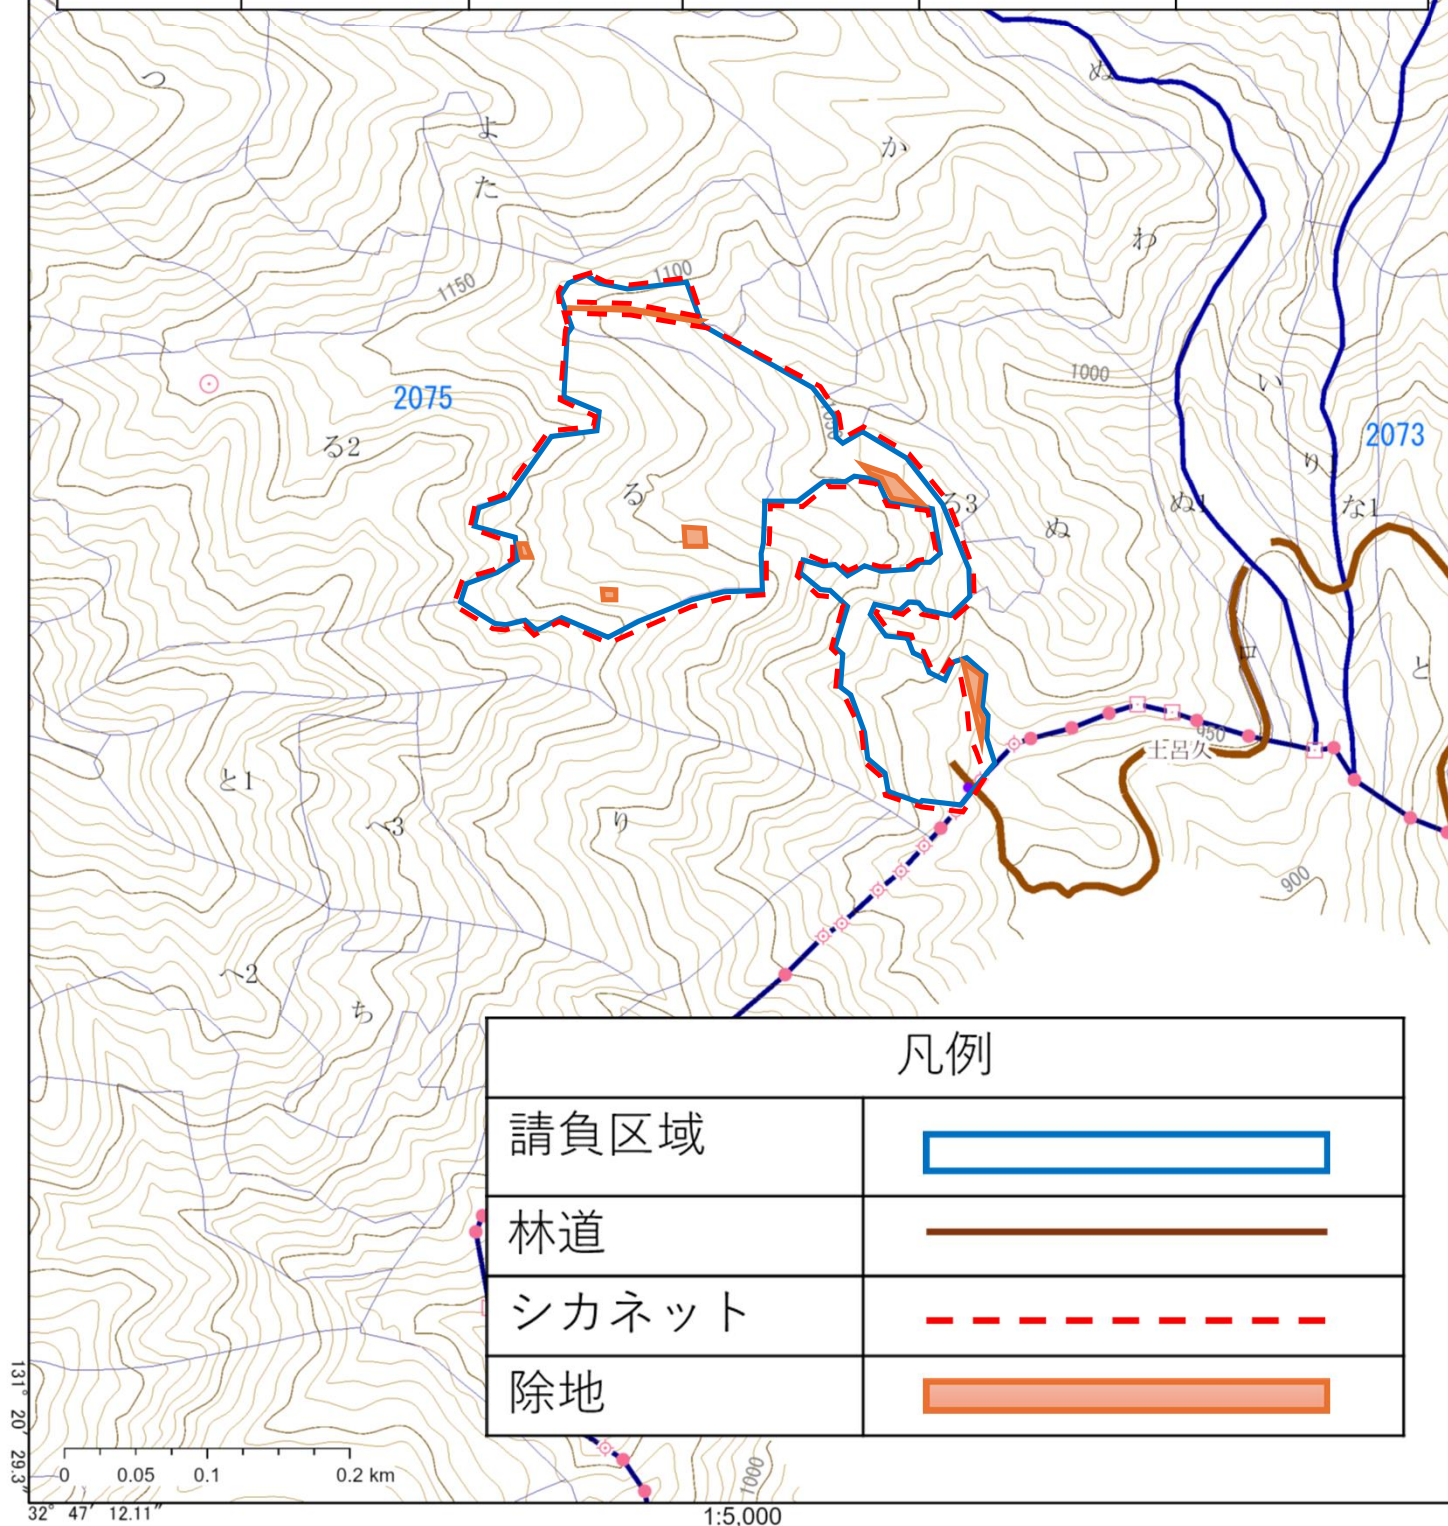 つ
よ
た
か
ぬ
わ
1150
1100
1050
1000
2075
る2
る
ろ3
ぬ
い
り
2073
ぬ1
な1
ロ
と
950
土呂久
と1
へ3
り
900
へ2
ち
凡例
請負区域
林道
シカネット
除地
131° 20′ 29.3″
0 0.05 0.1 0.2 km
1000
32° 47′ 12.11″
1:5,000